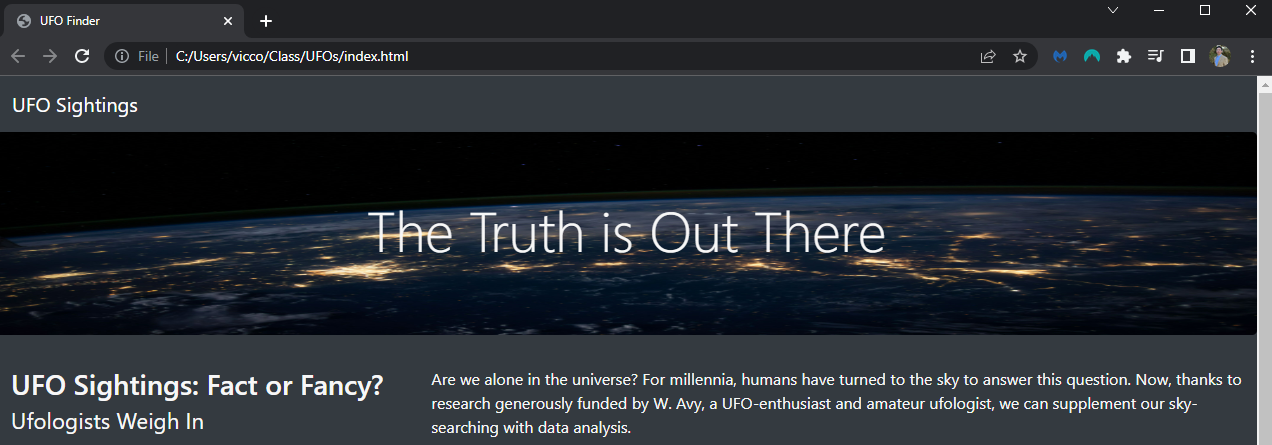 UFO Finder
File
C:/Users/vicco/Class/UFOs/index.html
UFO Sightings
The Truth is Out There
UFO Sightings: Fact or Fancy?
Ufologists Weigh In
Are we alone in the universe? For millennia, humans have turned to the sky to answer this question. Now, thanks to
research generously funded by W. Avy, a UFO-enthusiast and amateur ufologist, we can supplement our sky-
searching with data analysis.